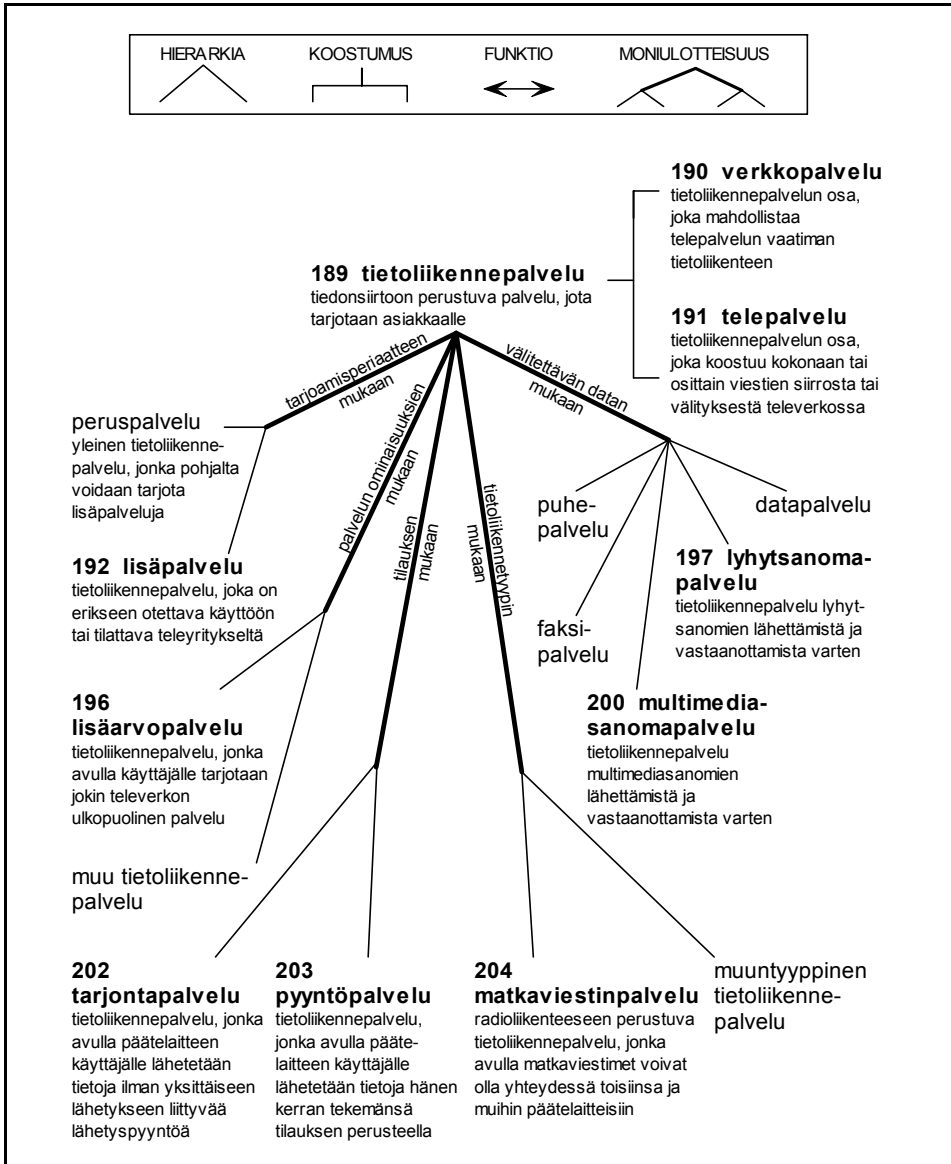 HIERARKIA KOOSTUMUS FUNKTIO MONIULOTTEISUUS
190 verkkopalvelu
tietoliikennepalvelun osa,
joka mahdollistaa
telepalvelun vaatiman
tietoliikenteen
189 tietoliikennepalvelu
tiedonsiirtoon perustuva palvelu, jota
tarjotaan asiakkaalle
191 telepalvelu
tietoliikennepalvelun osa,
joka koostuu kokonaan tai
osittain viestien siirrosta tai
välityksestä televerkossa
tarjoamisperiaatteen
mukaan
palvelun ominaisuuksien
mukaan
tilauksen
mukaan
tietoliikennetyypin
mukaan
välitettävän datan
mukaan
peruspalvelu
yleinen tietoliikenne-
palvelu, jonka pohjalta
voidaan tarjota
lisäpalveluja
192 lisäpalvelu
tietoliikennepalvelu, joka on
erikseen otettava käyttöön
tai tilattava teleyritykseltä
puhe-
palvelu
datapalvelu
197 lyhytsanoma-
palvelu
tietoliikennepalvelu lyhyt-
sanomien lähettämistä ja
vastaanottamista varten
faksi-
palvelu
196
lisäarvopalvelu
tietoliikennepalvelu, jonka
avulla käyttäjälle tarjotaan
jokin televerkon
ulkopuolinen palvelu
200 multimedia-
sanomapalvelu
tietoliikennepalvelu
multimediasanomien
lähettämistä ja
vastaanottamista varten
muu tietoliikenne-
palvelu
202
tarjontapalvelu
tietoliikennepalvelu, jonka
avulla päätelaitteen
käyttäjälle lähetetään
tietoja ilman yksittäiseen
lähetykseen liittyvää
lähetyspyyntöä
203
pyyntöpalvelu
tietoliikennepalvelu,
jonka avulla pääte-
laitteen käyttäjälle
lähetetään tietoja hänen
kerran tekemänsä
tilauksen perusteella
204
matkaviestinpalvelu
radioliikenteeseen perustuva
tietoliikennepalvelu, jonka
avulla matkaviestimet voivat
olla yhteydessä toisiinsa ja
muihin päätelaitteisiin
muuntyyppinen
tietoliikenne-
palvelu